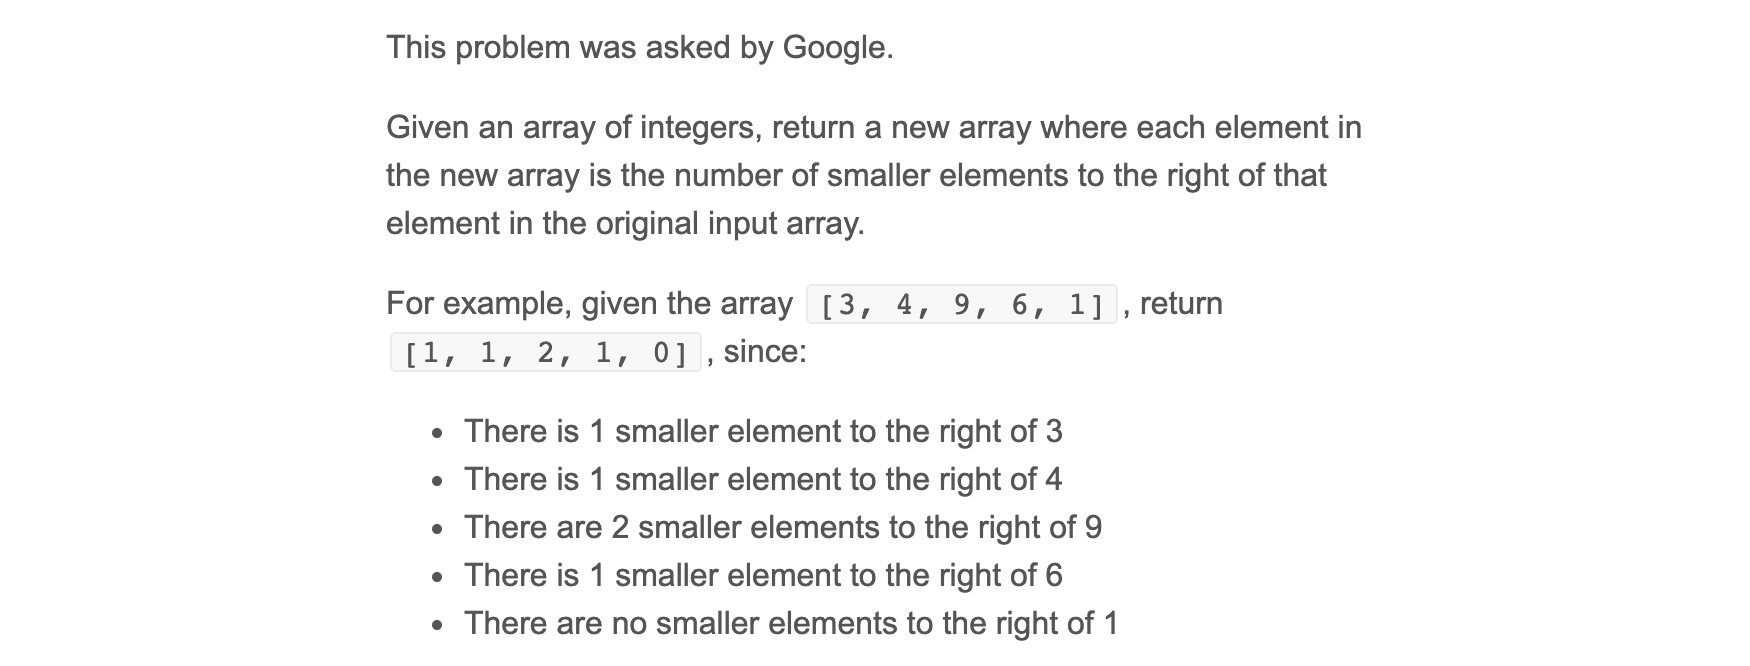 This problem was asked by Google.
Given an array of integers, return a new array where each element in
the new array is the number of smaller elements to the right of that
element in the original input array.
For example, given the array [3, 4, 9, 6, 1], return
[1, 1, 2, 1, 0], since:
• There is 1 smaller element to the right of 3
• There is 1 smaller element to the right of 4
• There are 2 smaller elements to the right of 9
• There is 1 smaller element to the right of 6
• There are no smaller elements to the right of 1